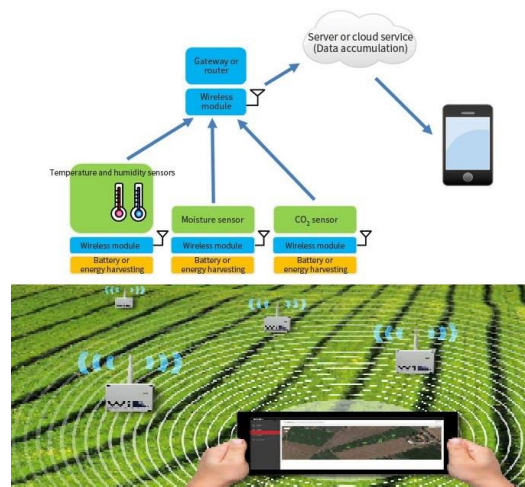 Server or cloud service
(Data accumulation)
Gateway or
router
Wireless
module
Temperature and humidity sensors
Moisture sensor
CO₂ sensor
Wireless module
Wireless module
Wireless module
Battery or
energy harvesting
Battery or
energy harvesting
Battery or
energy harvesting